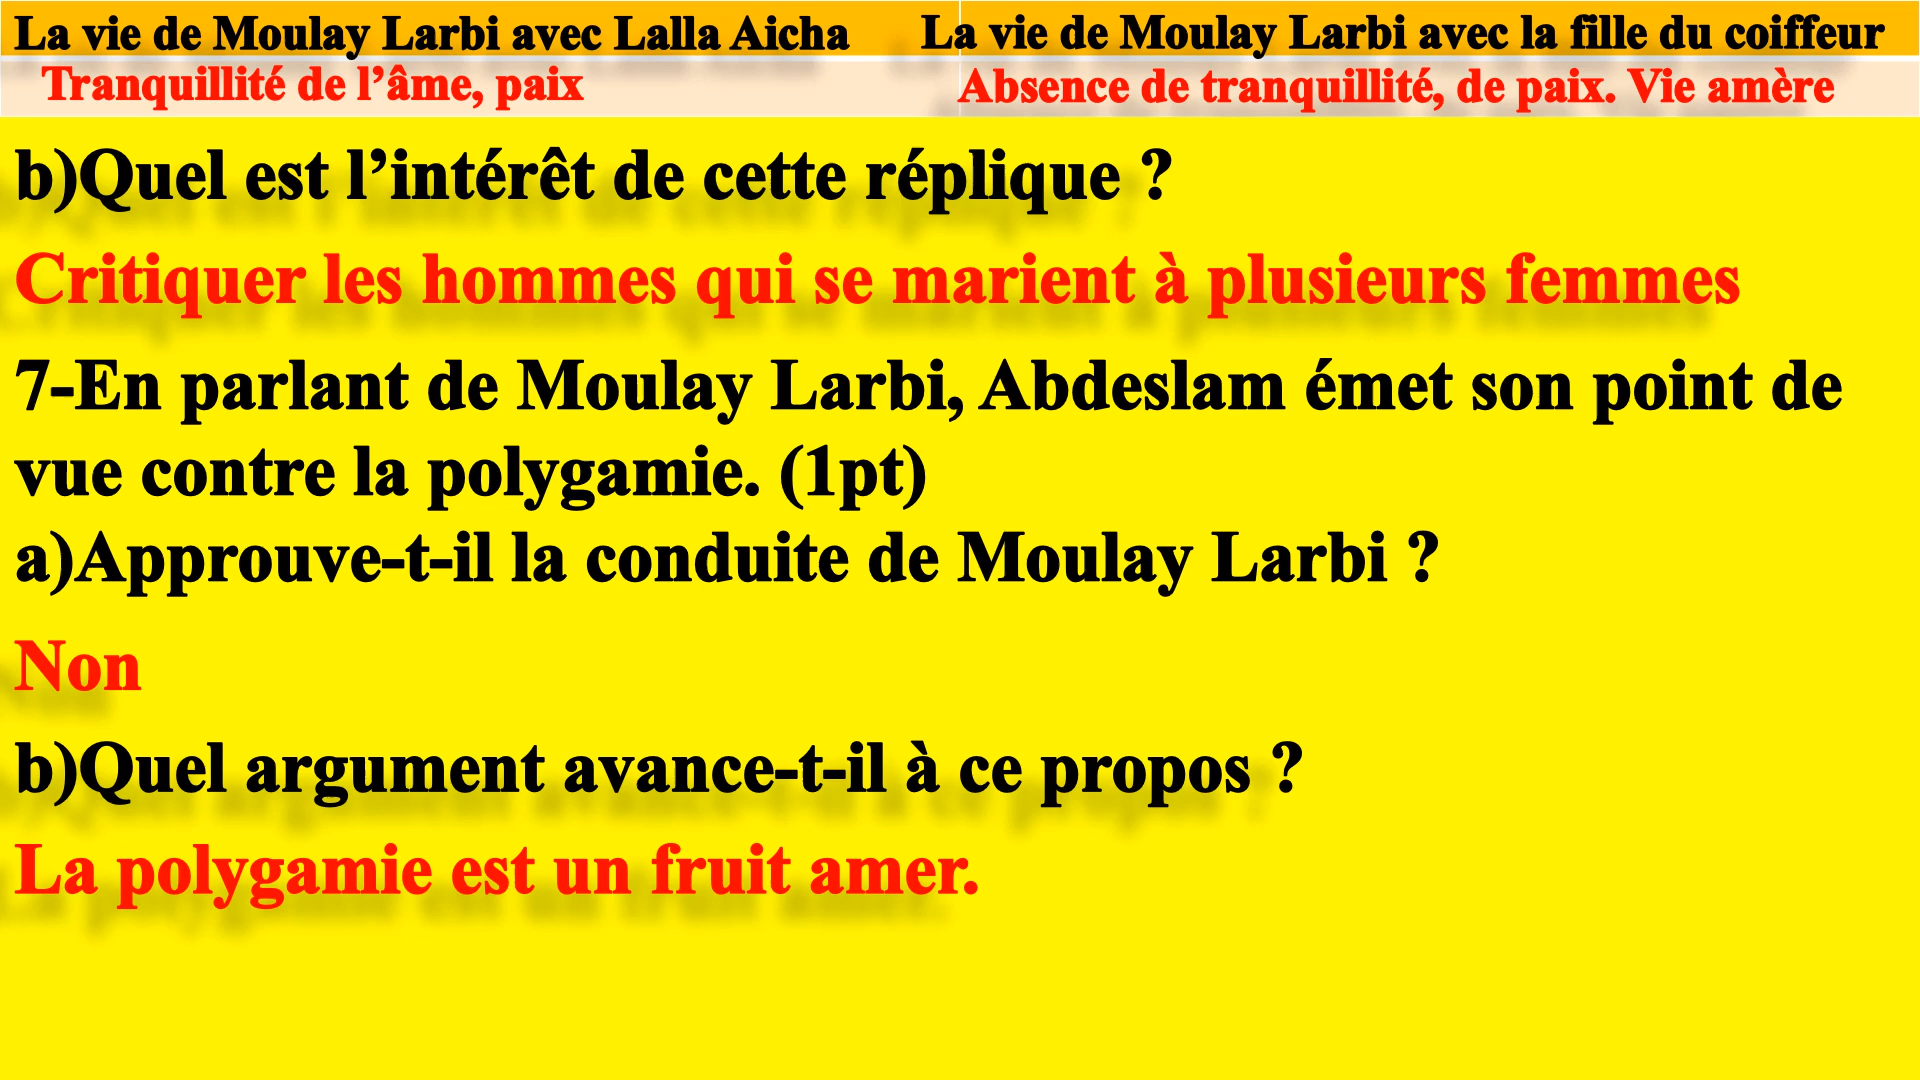 La vie de Moulay Larbi avec Lalla Aicha
La vie de Moulay Larbi avec la fille du coiffeur
Tranquillité de l’âme, paix
Absence de tranquillité, de paix. Vie amère
b)Quel est l’intérêt de cette réplique ?
Critiquer les hommes qui se marient à plusieurs femmes
7-En parlant de Moulay Larbi, Abdeslam émet son point de
vue contre la polygamie. (1pt)
a)Approuve-t-il la conduite de Moulay Larbi ?
Non
b)Quel argument avance-t-il à ce propos ?
La polygamie est un fruit amer.